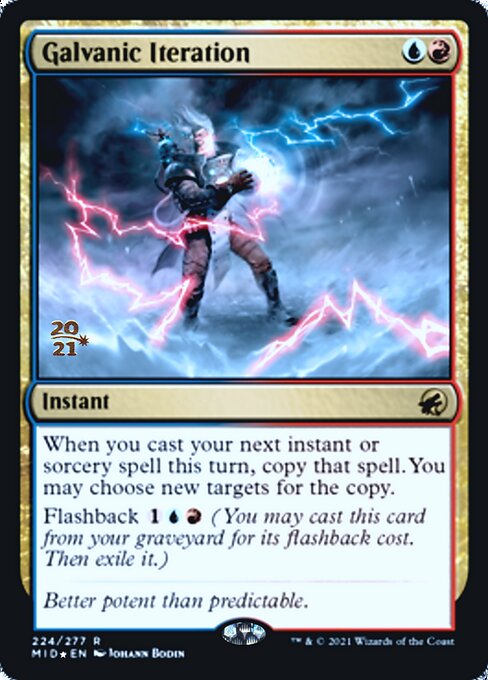 Galvanic Iteration
20
21
Instant
When you cast your next instant or
sorcery spell this turn, copy that spell. You
may choose new targets for the copy.
Flashback 1 (You may cast this card
from your graveyard for its flashback cost.
Then exile it.)
Better potent than predictable.
224/277 R
MID★EN Johann Bodin
™ & © 2021 Wizards of the Coast